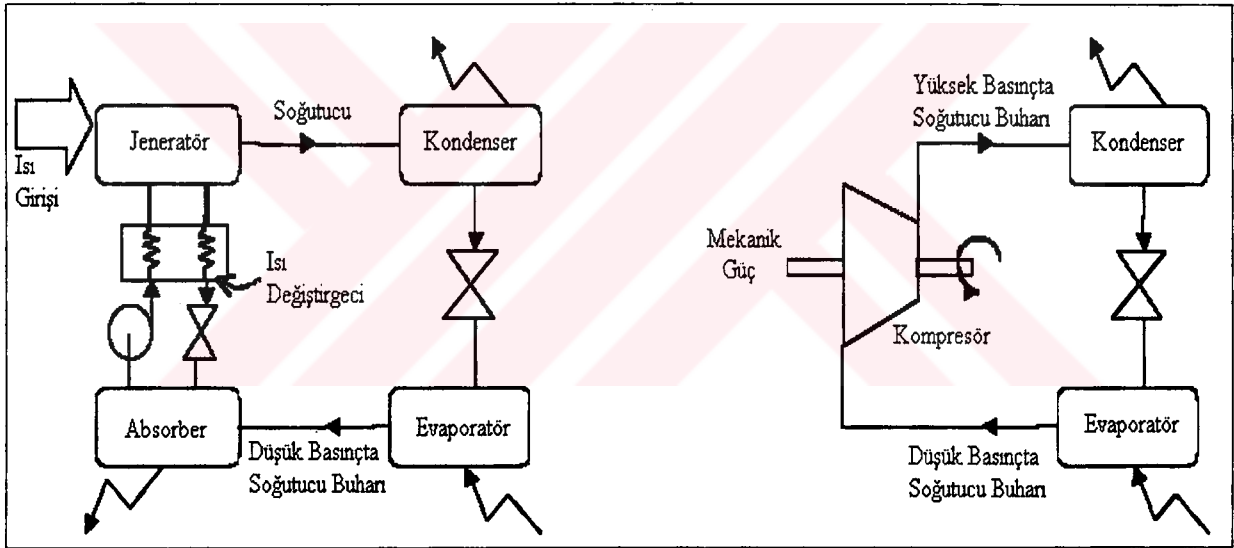 Isı
Girişi
Jeneratör
Soğutucu
Kondenser
Isı
Değiştirgeci
Absorber
Düşük Basınçta
Soğutucu Buharı
Evaporatör
Mekanik
Güç
Yüksek Basınçta
Soğutucu Buharı
Kondenser
Kompresör
Düşük Basınçta
Soğutucu Buharı
Evaporatör